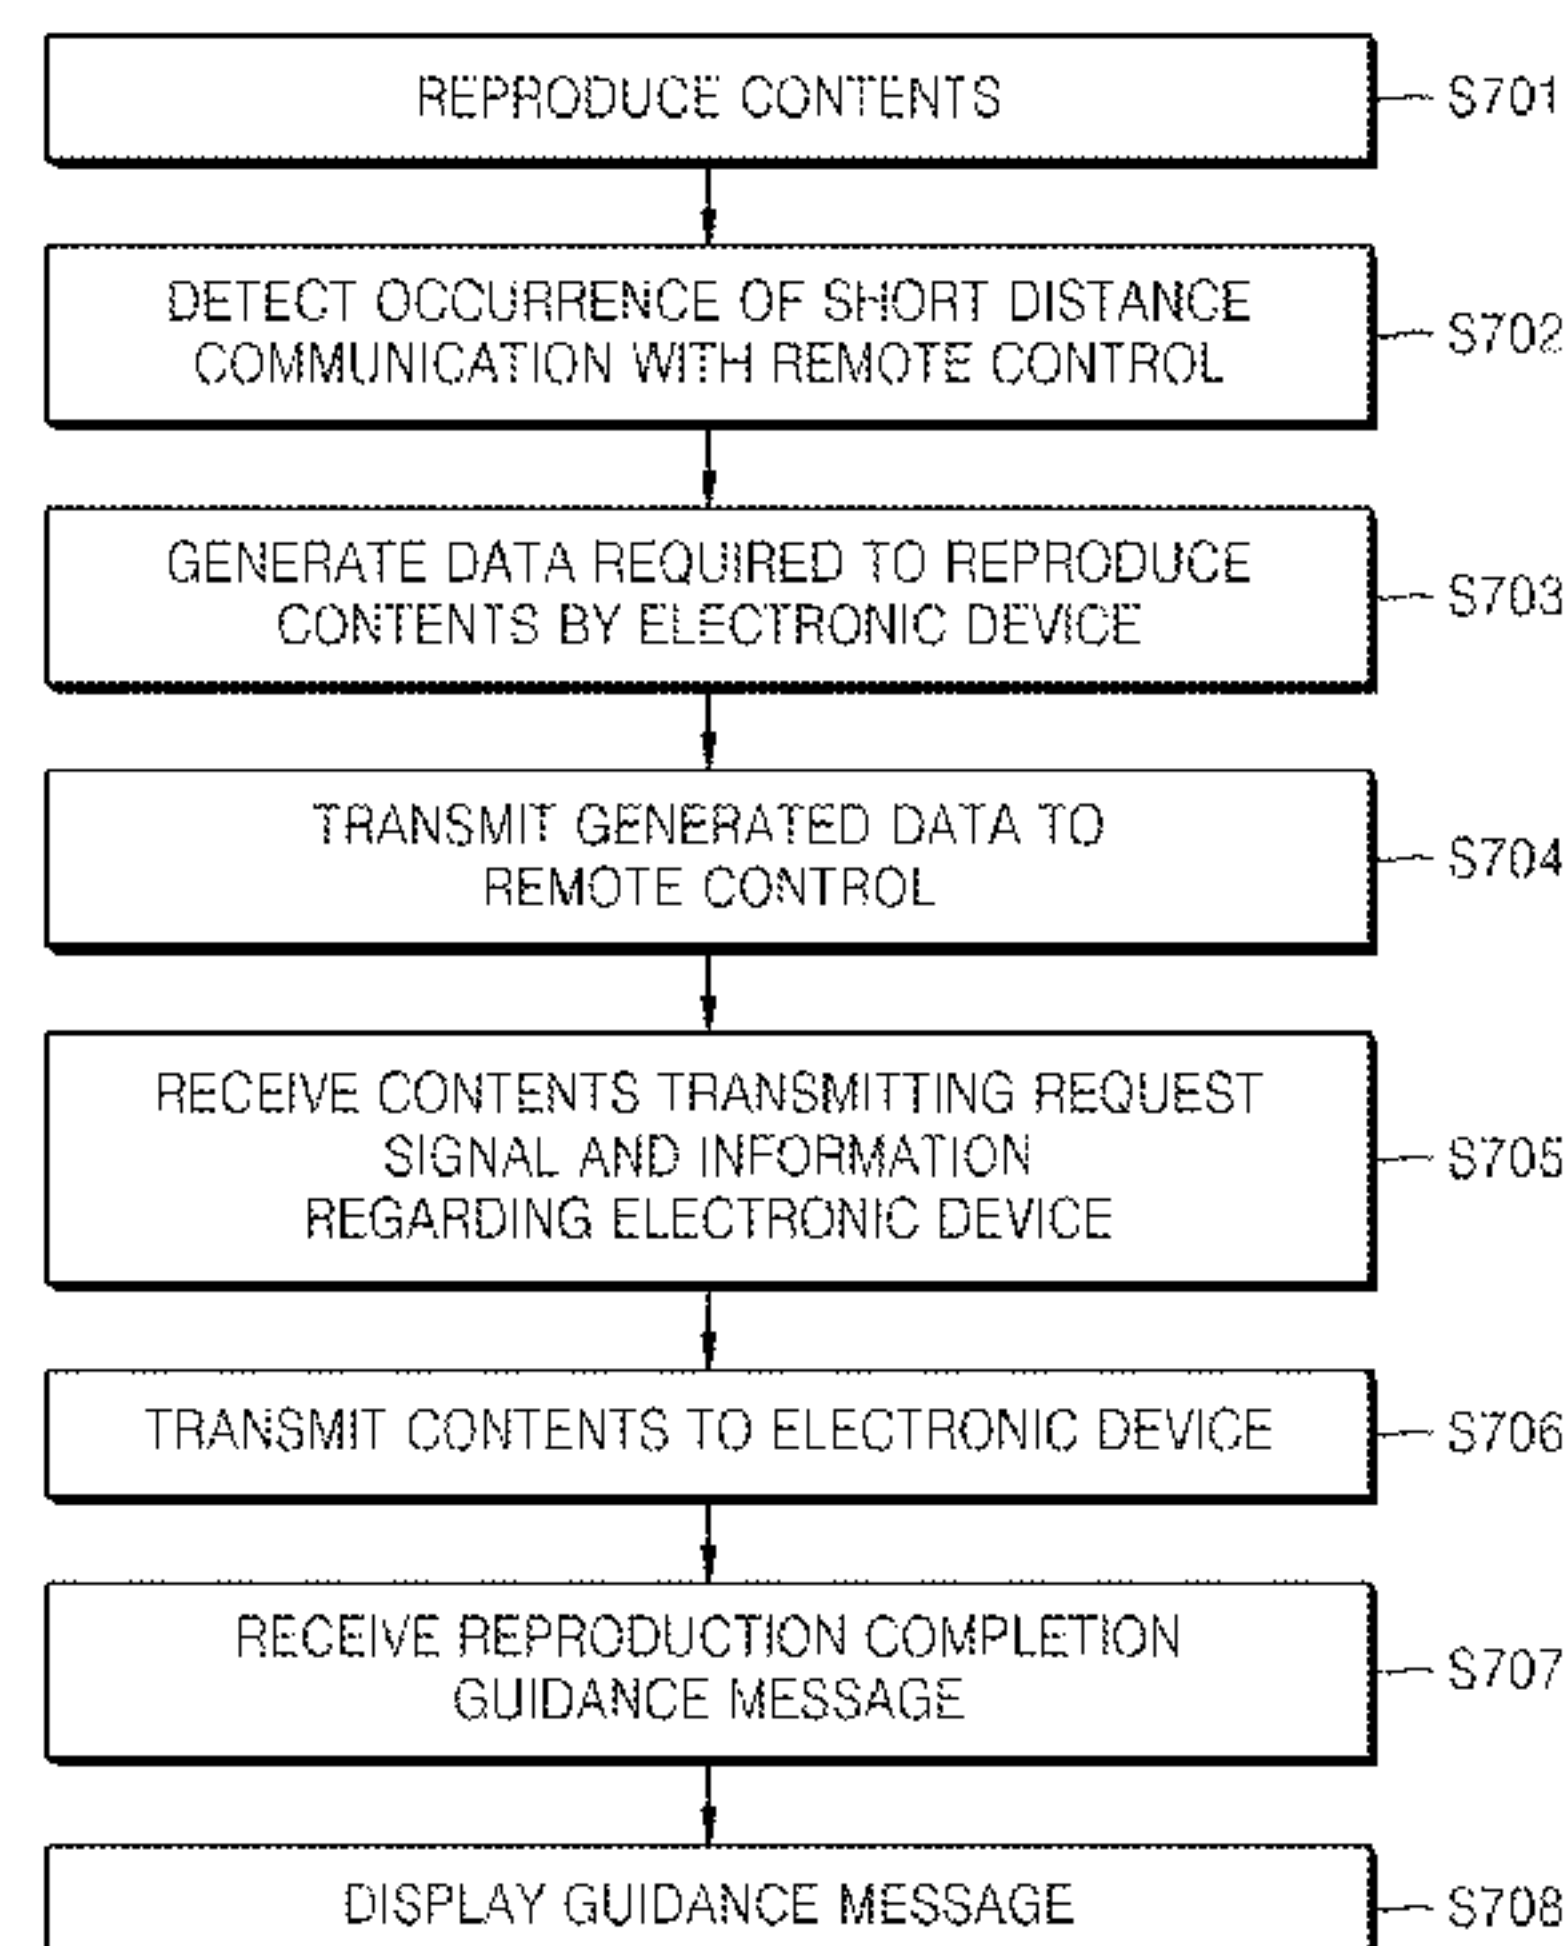 REPRODUCE CONTENTS
S701
DETECT OCCURRENCE OF SHORT DISTANCE
COMMUNICATION WITH REMOTE CONTROL
S702
GENERATE DATA REQUIRED TO REPRODUCE
CONTENTS BY ELECTRONIC DEVICE
S703
TRANSMIT GENERATED DATA TO
REMOTE CONTROL
S704
RECEIVE CONTENTS TRANSMITTING REQUEST
SIGNAL AND INFORMATION
REGARDING ELECTRONIC DEVICE
S705
TRANSMIT CONTENTS TO ELECTRONIC DEVICE
S706
RECEIVE REPRODUCTION COMPLETION
GUIDANCE MESSAGE
S707
DISPLAY GUIDANCE MESSAGE
S708